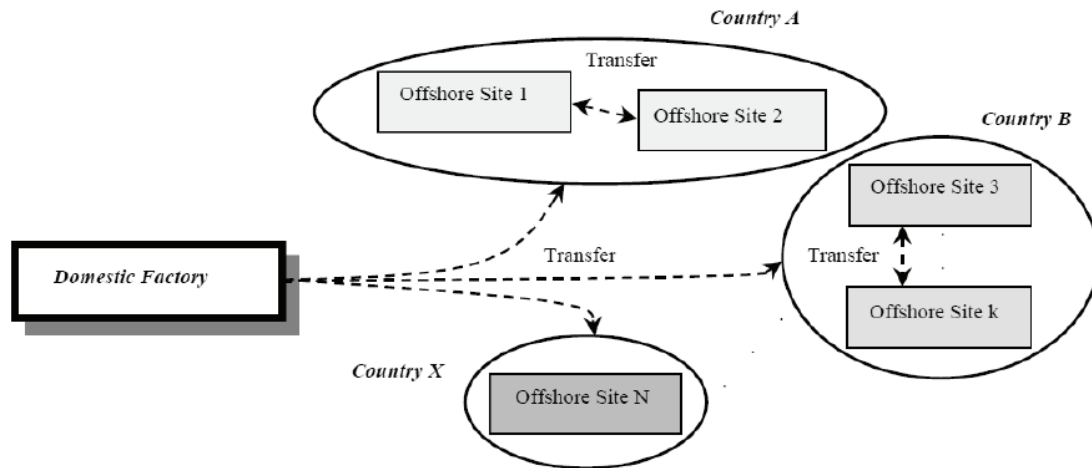 Country A
Transfer
Offshore Site 1
Offshore Site 2
Country B
Offshore Site 3
Domestic Factory
Transfer
Transfer
Offshore Site k
Country X
Offshore Site N